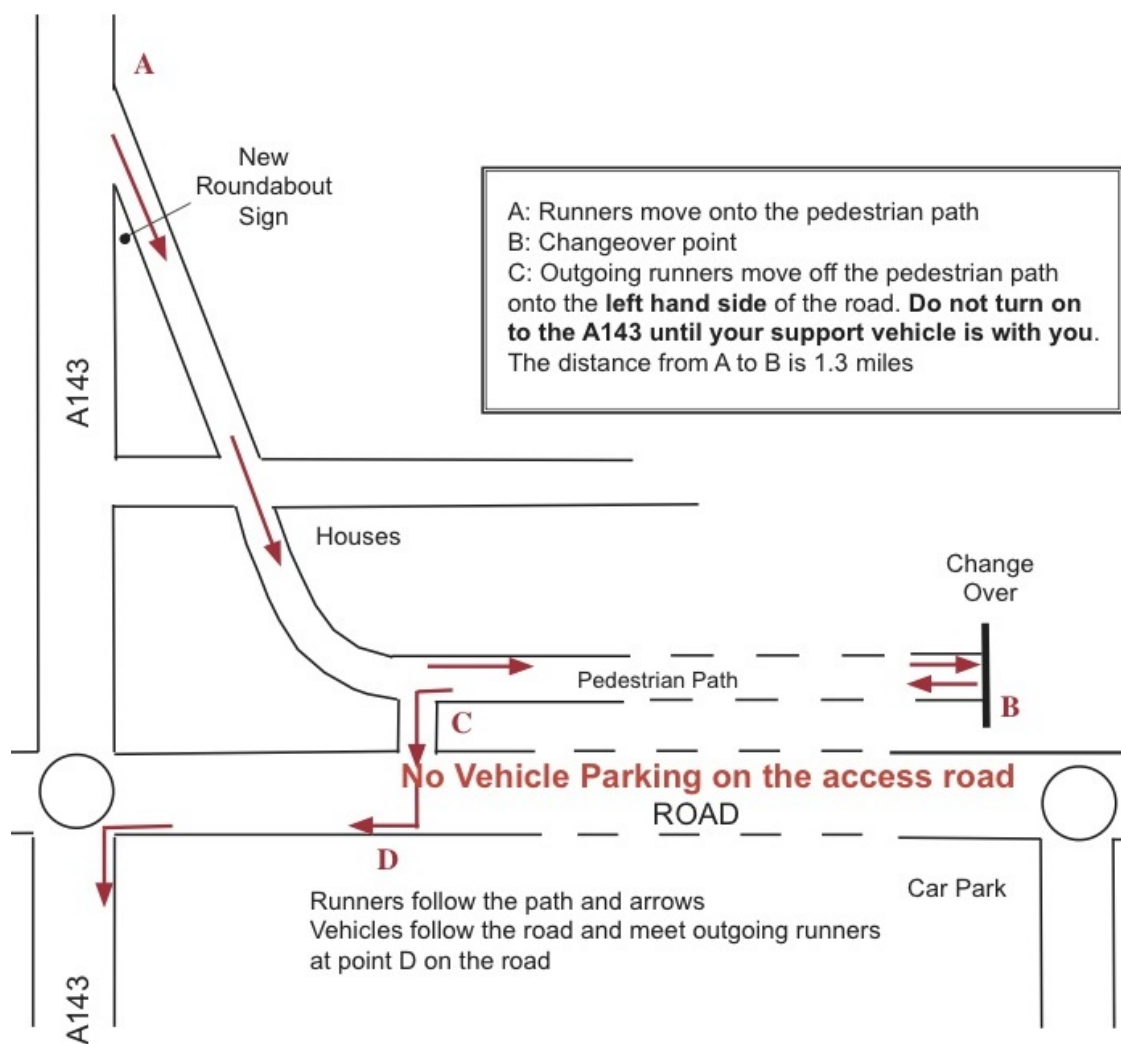 A
New
Roundabout
Sign
A: Runners move onto the pedestrian path
B: Changeover point
C: Outgoing runners move off the pedestrian path
onto the left hand side of the road. Do not turn on
to the A143 until your support vehicle is with you.
The distance from A to B is 1.3 miles
A143
Houses
Change
Over
Pedestrian Path
B
C
No Vehicle Parking on the access road
ROAD
D
Car Park
Runners follow the path and arrows
Vehicles follow the road and meet outgoing runners
at point D on the road
A143